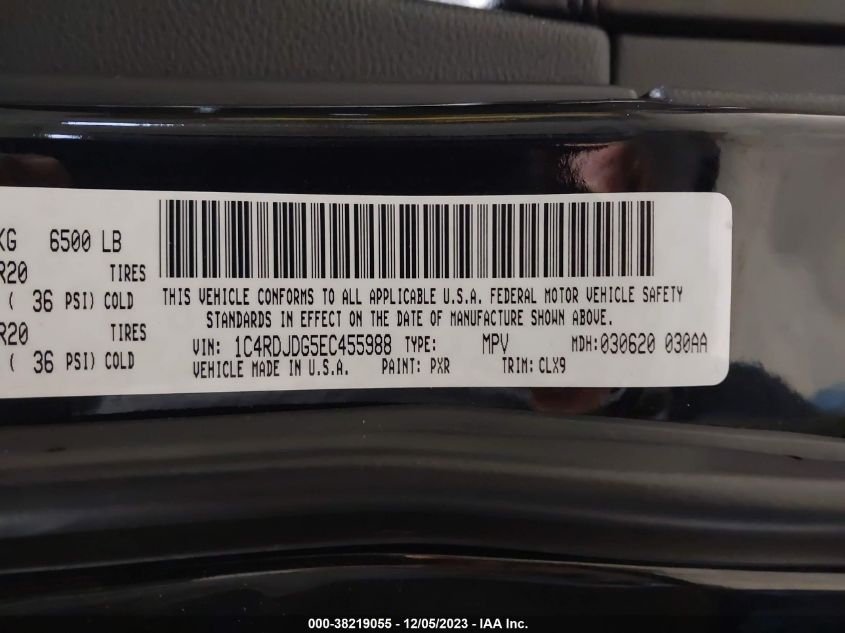 KG 6500 LB
R20 TIRES
( 36 PSI) COLD
R20 TIRES
( 36 PSI) COLD
THIS VEHICLE CONFORMS TO ALL APPLICABLE U.S.A. FEDERAL MOTOR VEHICLE SAFETY
STANDARDS IN EFFECT ON THE DATE OF MANUFACTURE SHOWN ABOVE.
VIN: 1C4RDJDG5EC455988 TYPE: MPV MDH: 030620 030AA
VEHICLE MADE IN U.S.A. PAINT: PXR TRIM: CLX9
000-38219055 - 12/05/2023 - IAA Inc.